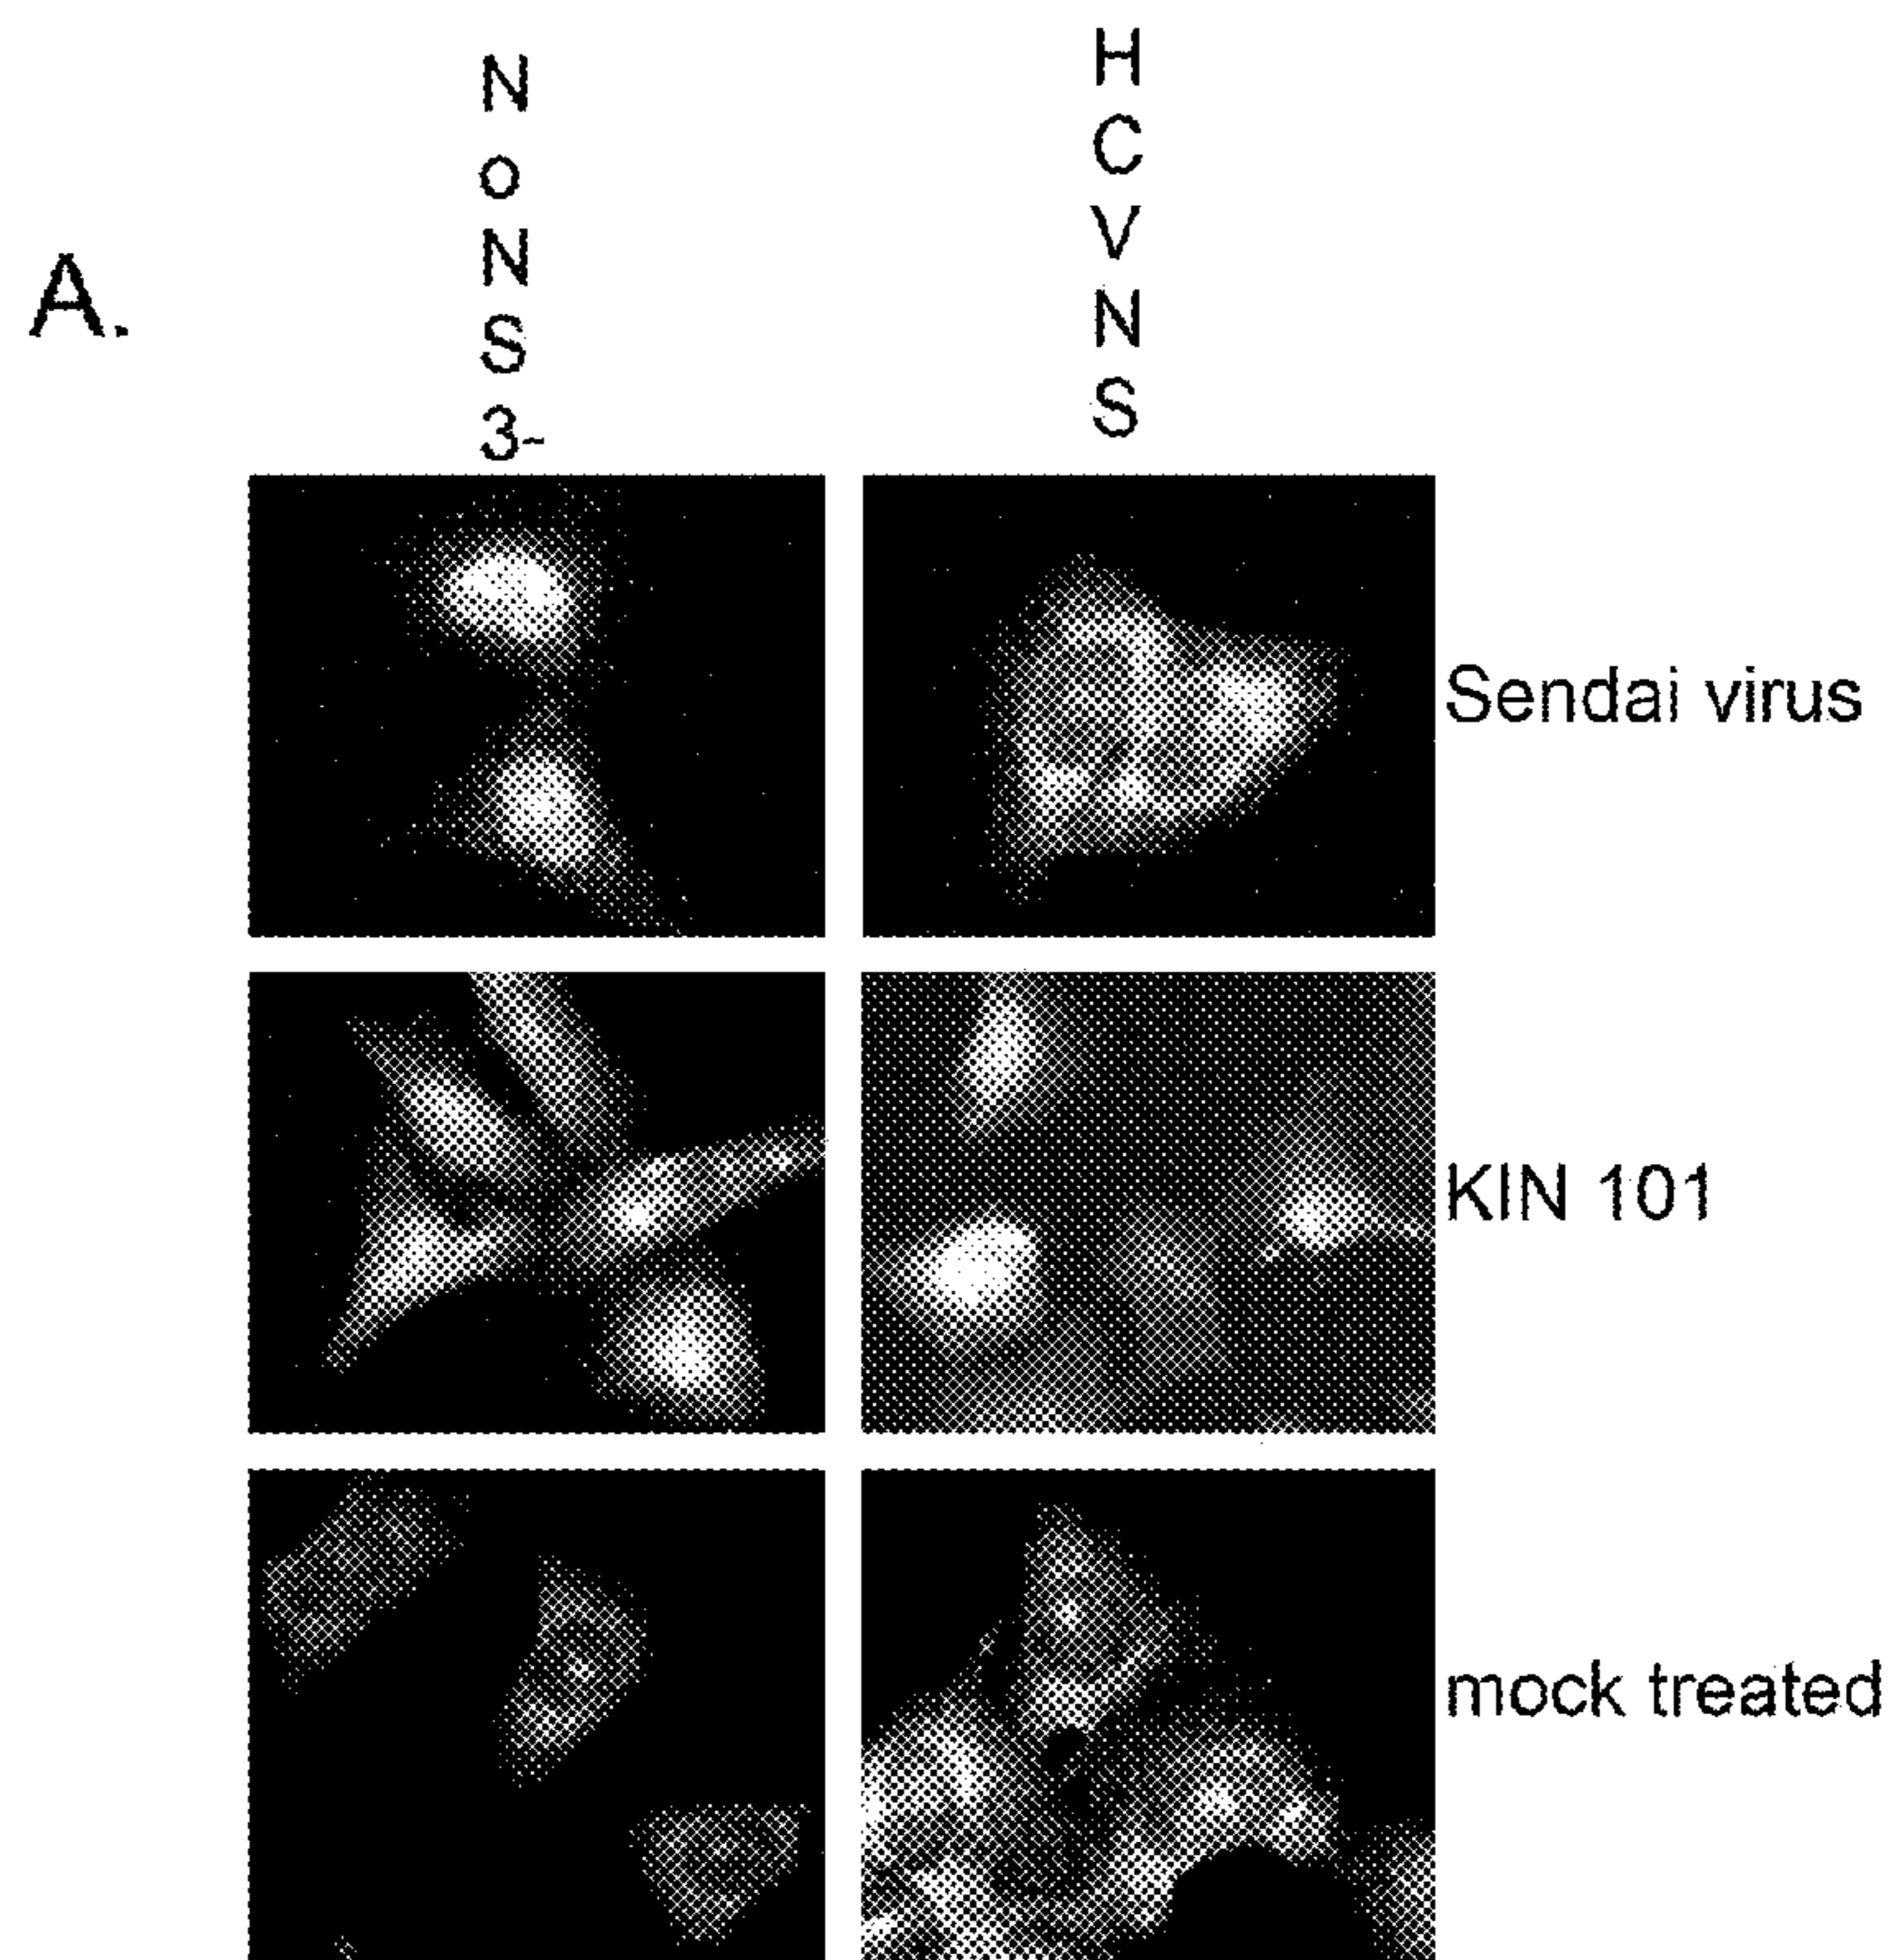 A.
NoNS3-
HCVNS
Sendai virus
KIN 101
mock treated